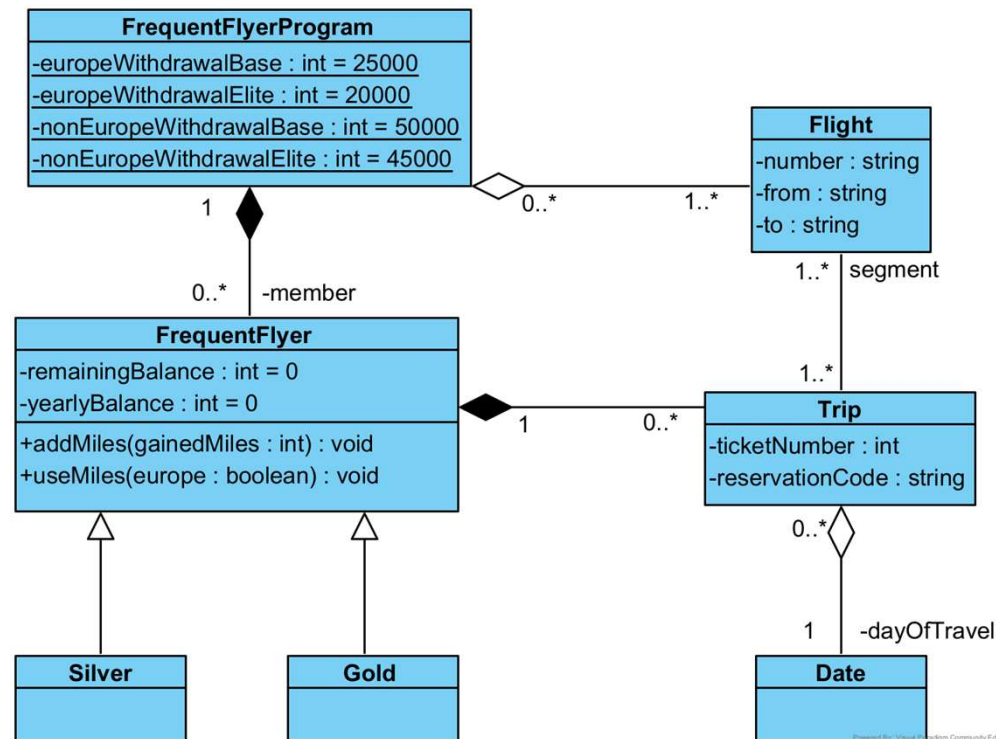 FrequentFlyerProgram
-europeWithdrawalBase : int = 25000
-europeWithdrawalElite : int = 20000
-nonEuropeWithdrawalBase : int = 50000
-nonEuropeWithdrawalElite : int = 45000
Flight
-number : string
-from : string
-to : string
1
0..*
1..*
0..*
-member
1..*
segment
FrequentFlyer
-remainingBalance : int = 0
-yearlyBalance : int = 0
+addMiles(gainedMiles : int) : void
+useMiles(europe : boolean) : void
1
0..*
1..*
Trip
-ticketNumber : int
-reservationCode : string
0..*
1
-dayOfTravel
Silver
Gold
Date